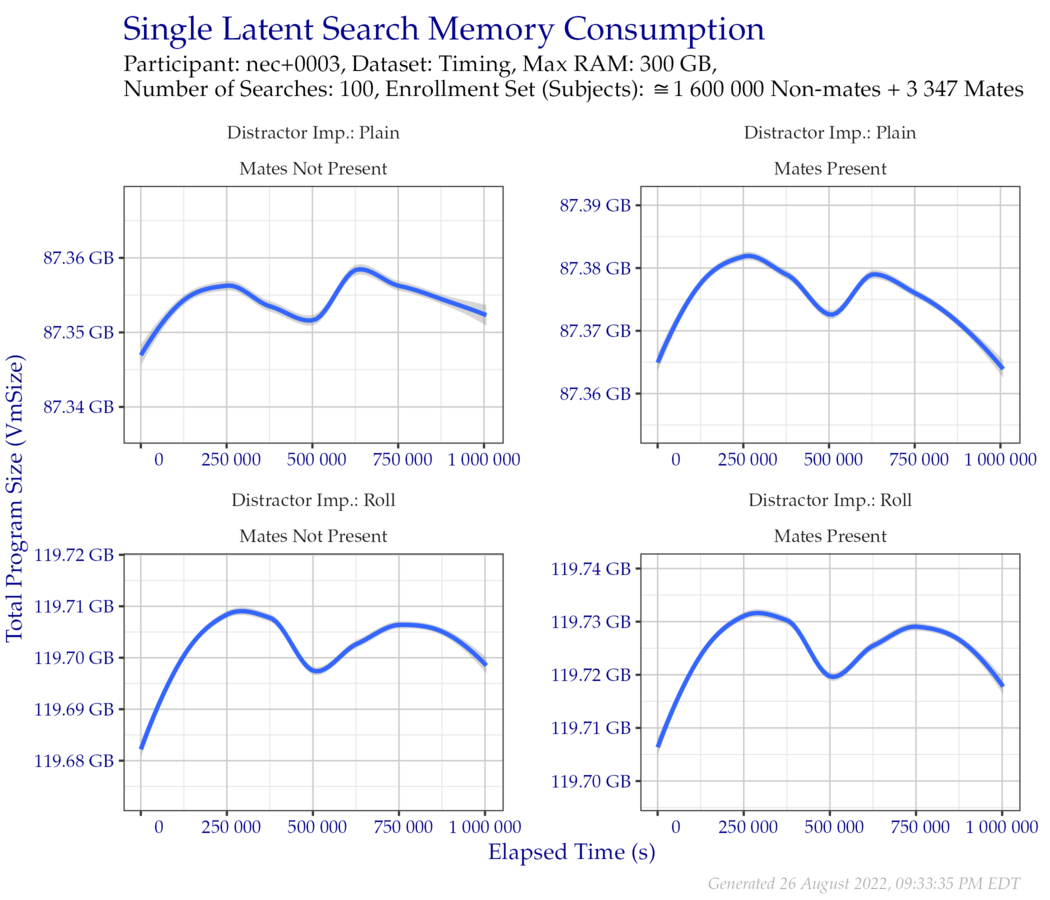 Single Latent Search Memory Consumption
Participant: nec+0003, Dataset: Timing, Max RAM: 300 GB,
Number of Searches: 100, Enrollment Set (Subjects): ≅1 600 000 Non-mates + 3 347 Mates
Total Program Size (VmSize)
Distractor Imp.: Plain
Mates Not Present
87.36 GB
87.35 GB
87.34 GB
0 250 000 500 000 750 000 1 000 000
Distractor Imp.: Plain
Mates Present
87.39 GB
87.38 GB
87.37 GB
87.36 GB
0 250 000 500 000 750 000 1 000 000
Distractor Imp.: Roll
Mates Not Present
119.72 GB
119.71 GB
119.70 GB
119.69 GB
119.68 GB
0 250 000 500 000 750 000 1 000 000
Distractor Imp.: Roll
Mates Present
119.74 GB
119.73 GB
119.72 GB
119.71 GB
119.70 GB
0 250 000 500 000 750 000 1 000 000
Elapsed Time (s)
Generated 26 August 2022, 09:33:35 PM EDT